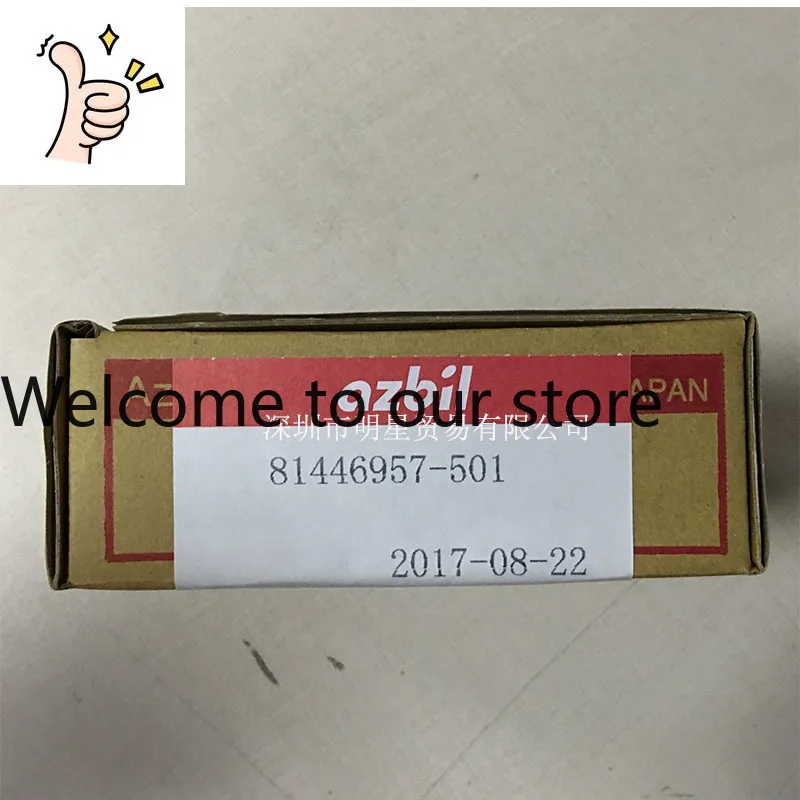 Az azbil APAN
Welcome to our store
深圳市明星贸易有限公司
81446957-501
2017-08-22